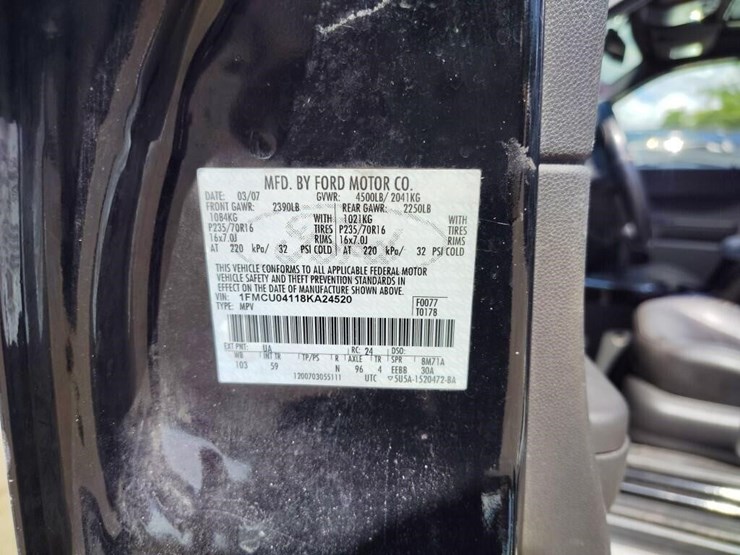 MFD. BY FORD MOTOR CO.
DATE: 03/07 GVWR: 4500LB/ 2041KG
FRONT GAWR: 2390LB REAR GAWR: 2250LB
1084KG WITH 1021KG WITH
P235/70R16 TIRES P235/70R16 TIRES
16x7.0J RIMS 16x7.0J RIMS
AT 220 kPa/ 32 PSI COLD AT 220 kPa/ 32 PSI COLD
THIS VEHICLE CONFORMS TO ALL APPLICABLE FEDERAL MOTOR
VEHICLE SAFETY AND THEFT PREVENTION STANDARDS IN
EFFECT ON THE DATE OF MANUFACTURE SHOWN ABOVE.
VIN: 1FMCU04118KA24520 F0077
TYPE: MPV T0178
EXT PNT: UA RC: 24 DSO:
WB INT TR TP/PS R AXLE TR SPR BM71A
103 59 N 96 4 EEBB 30A
1200703055111 UTC 5U5A-1520472-BA